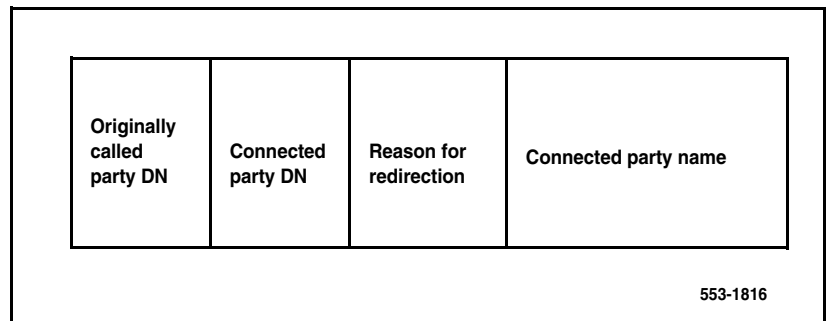 Originally
called
party DN
Connected
party DN
Reason for
redirection
Connected party name
553-1816